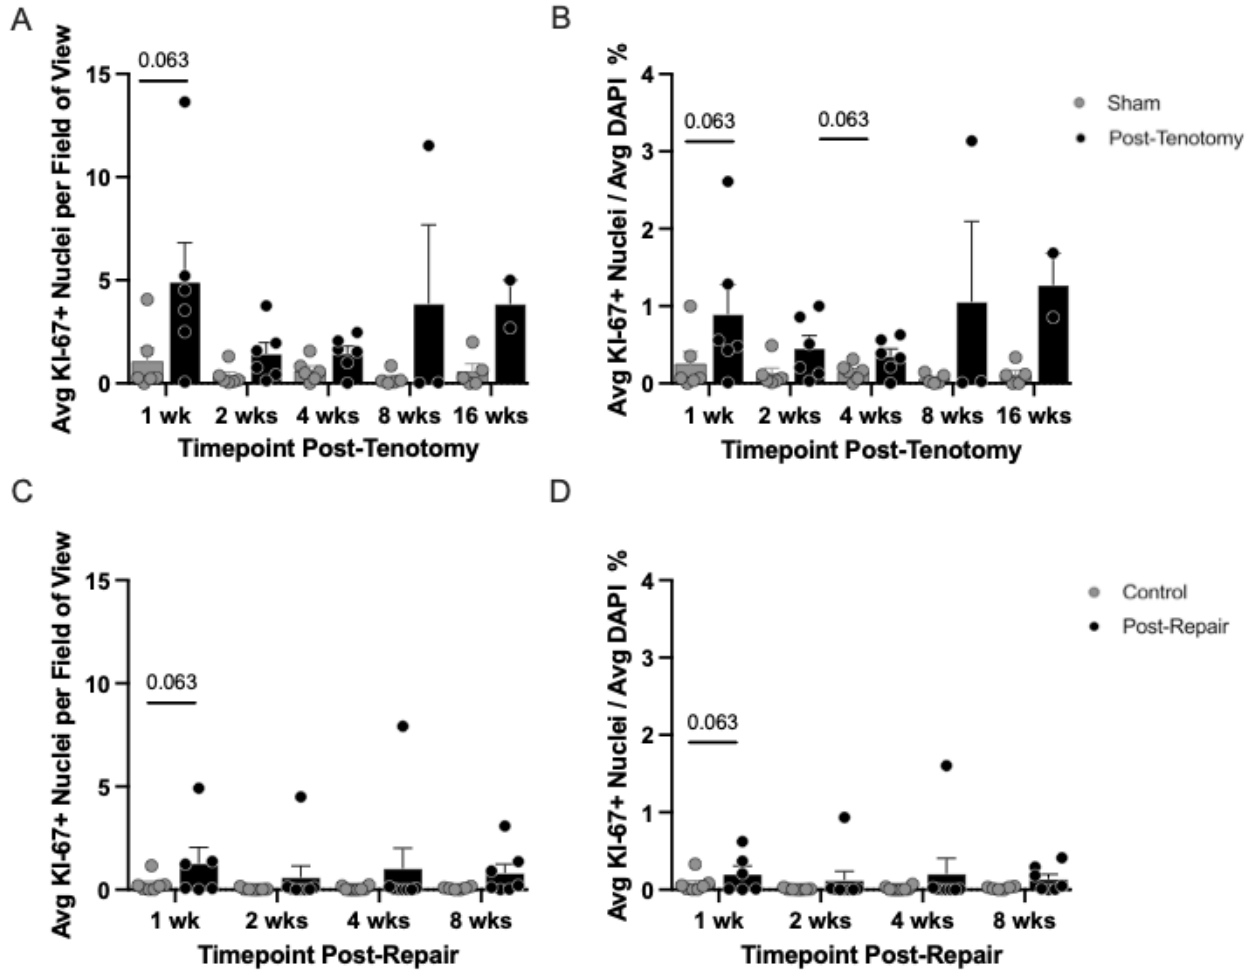 A
Avg KI-67+ Nuclei per Field of View
15
10
5
0
0.063
1 wk 2 wks 4 wks 8 wks 16 wks
Timepoint Post-Tenotomy
B
Avg KI-67+ Nuclei / Avg DAPI %
4
3
2
1
0
0.063
0.063
1 wk 2 wks 4 wks 8 wks 16 wks
Timepoint Post-Tenotomy
Sham
Post-Tenotomy
C
Avg KI-67+ Nuclei per Field of View
15
10
5
0
0.063
1 wk 2 wks 4 wks 8 wks
Timepoint Post-Repair
D
Avg KI-67+ Nuclei / Avg DAPI %
4
3
2
1
0
0.063
1 wk 2 wks 4 wks 8 wks
Timepoint Post-Repair
Control
Post-Repair